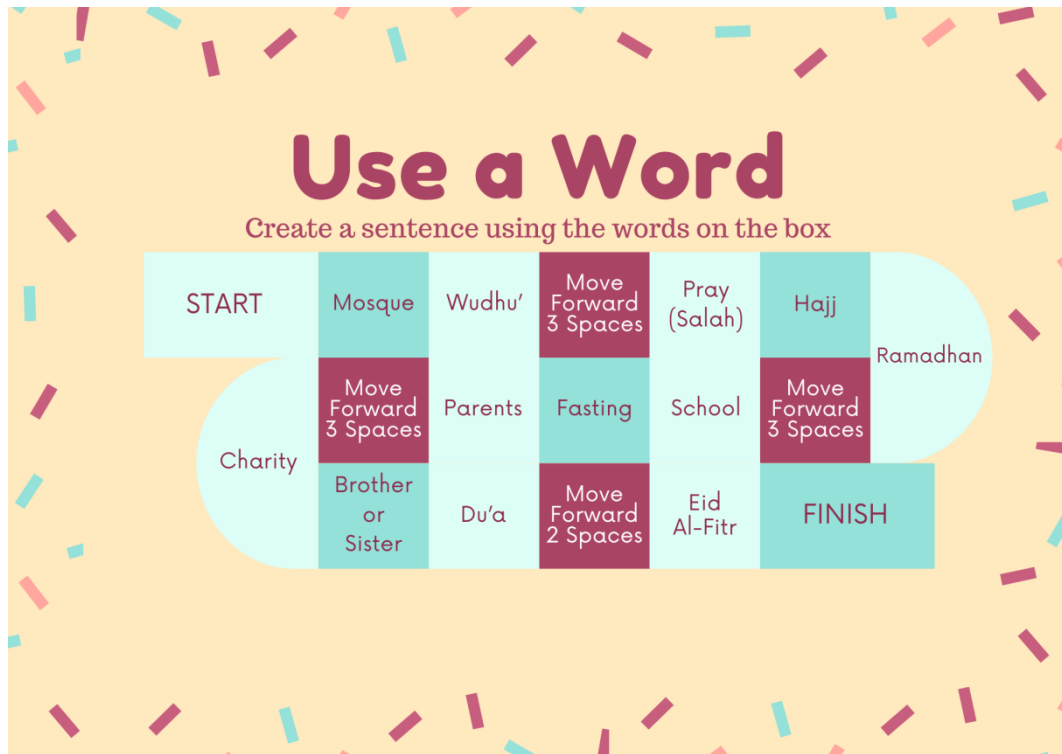 Use a Word
Create a sentence using the words on the box
START
Mosque
Wudhu'
Move
Forward
3 Spaces
Pray
(Salah)
Hajj
Ramadhan
Move
Forward
3 Spaces
School
Fasting
Parents
Move
Forward
3 Spaces
Charity
Brother
or
Sister
Du'a
Move
Forward
2 Spaces
Eid
Al-Fitr
FINISH